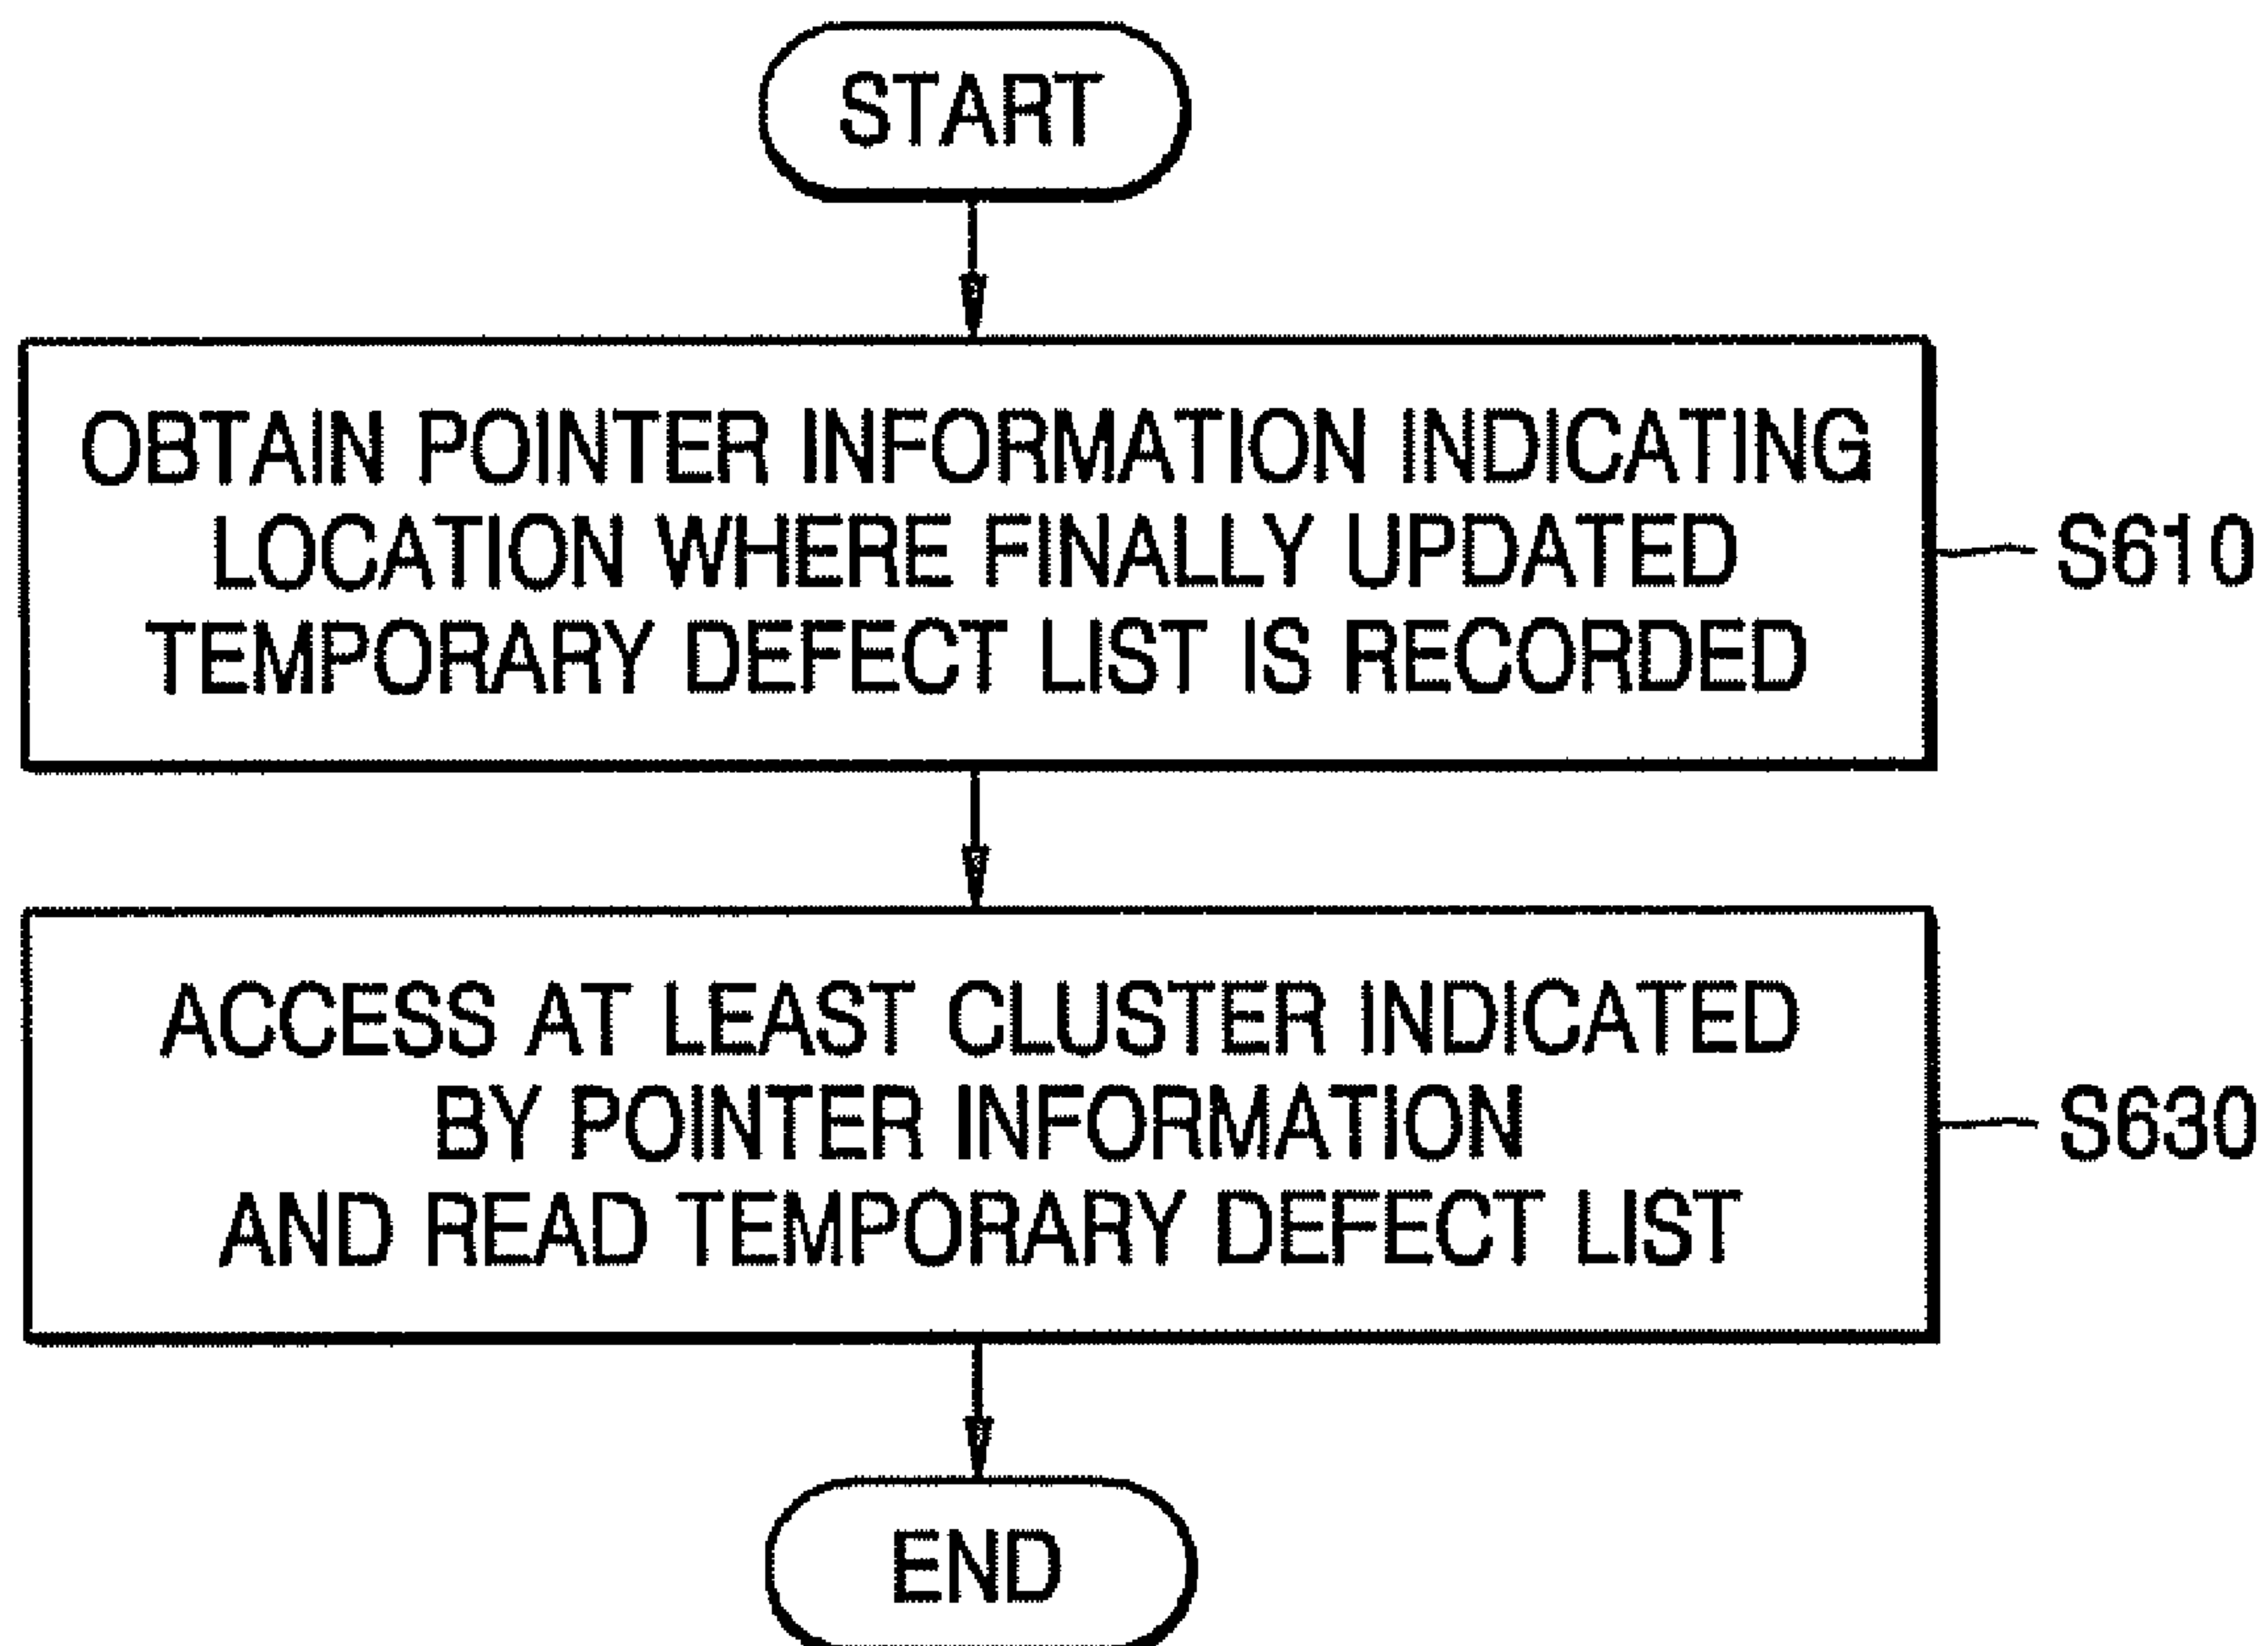 START
OBTAIN POINTER INFORMATION INDICATING
LOCATION WHERE FINALLY UPDATED
TEMPORARY DEFECT LIST IS RECORDED
S610
ACCESS AT LEAST CLUSTER INDICATED
BY POINTER INFORMATION
AND READ TEMPORARY DEFECT LIST
S630
END